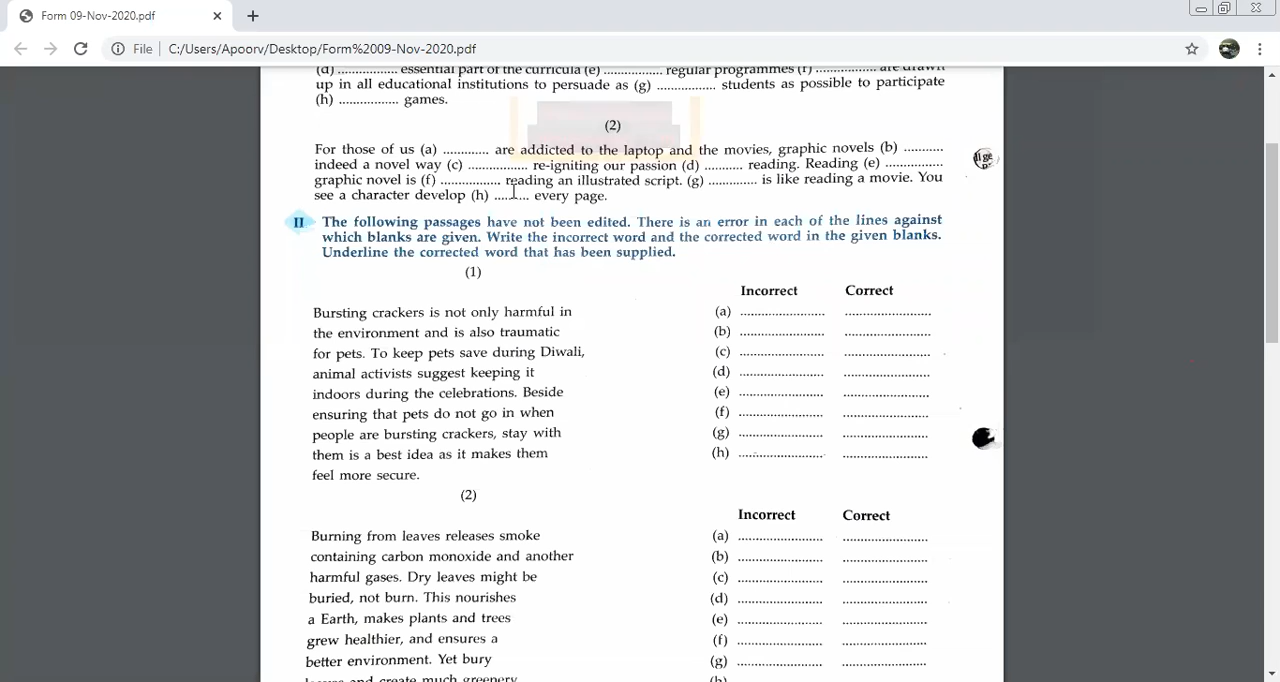 Form 09-Nov-2020.pdf
File | C:/Users/Apoorv/Desktop/Form%2009-Nov-2020.pdf
(d) ............... essential part of the curricula (e) ............... regular programmes (f) ............... are drawn
up in all educational institutions to persuade as (g) ............... students as possible to participate
(h) ............... games.
(2)
For those of us (a) ............ are addicted to the laptop and the movies, graphic novels (b) ..........
indeed a novel way (c) ............... re-igniting our passion (d) .......... reading. Reading (e) ...............
graphic novel is (f) ............... reading an illustrated script. (g) ............. is like reading a movie. You
see a character develop (h) ......... every page.
II The following passages have not been edited. There is an error in each of the lines against
which blanks are given. Write the incorrect word and the corrected word in the given blanks.
Underline the corrected word that has been supplied.
(1)
Incorrect Correct
Bursting crackers is not only harmful in (a) ...................... ......................
the environment and is also traumatic (b) ...................... ......................
for pets. To keep pets save during Diwali, (c) ...................... ......................
animal activists suggest keeping it (d) ...................... ......................
indoors during the celebrations. Beside (e) ...................... ......................
ensuring that pets do not go in when (f) ...................... ......................
people are bursting crackers, stay with (g) ...................... ......................
them is a best idea as it makes them (h) ...................... ......................
feel more secure.
(2)
Incorrect Correct
Burning from leaves releases smoke (a) ...................... ......................
containing carbon monoxide and another (b) ...................... ......................
harmful gases. Dry leaves might be (c) ...................... ......................
buried, not burn. This nourishes (d) ...................... ......................
a Earth, makes plants and trees (e) ...................... ......................
grew healthier, and ensures a (f) ...................... ......................
better environment. Yet bury (g) ...................... ......................
leaves and create much greenery (h)